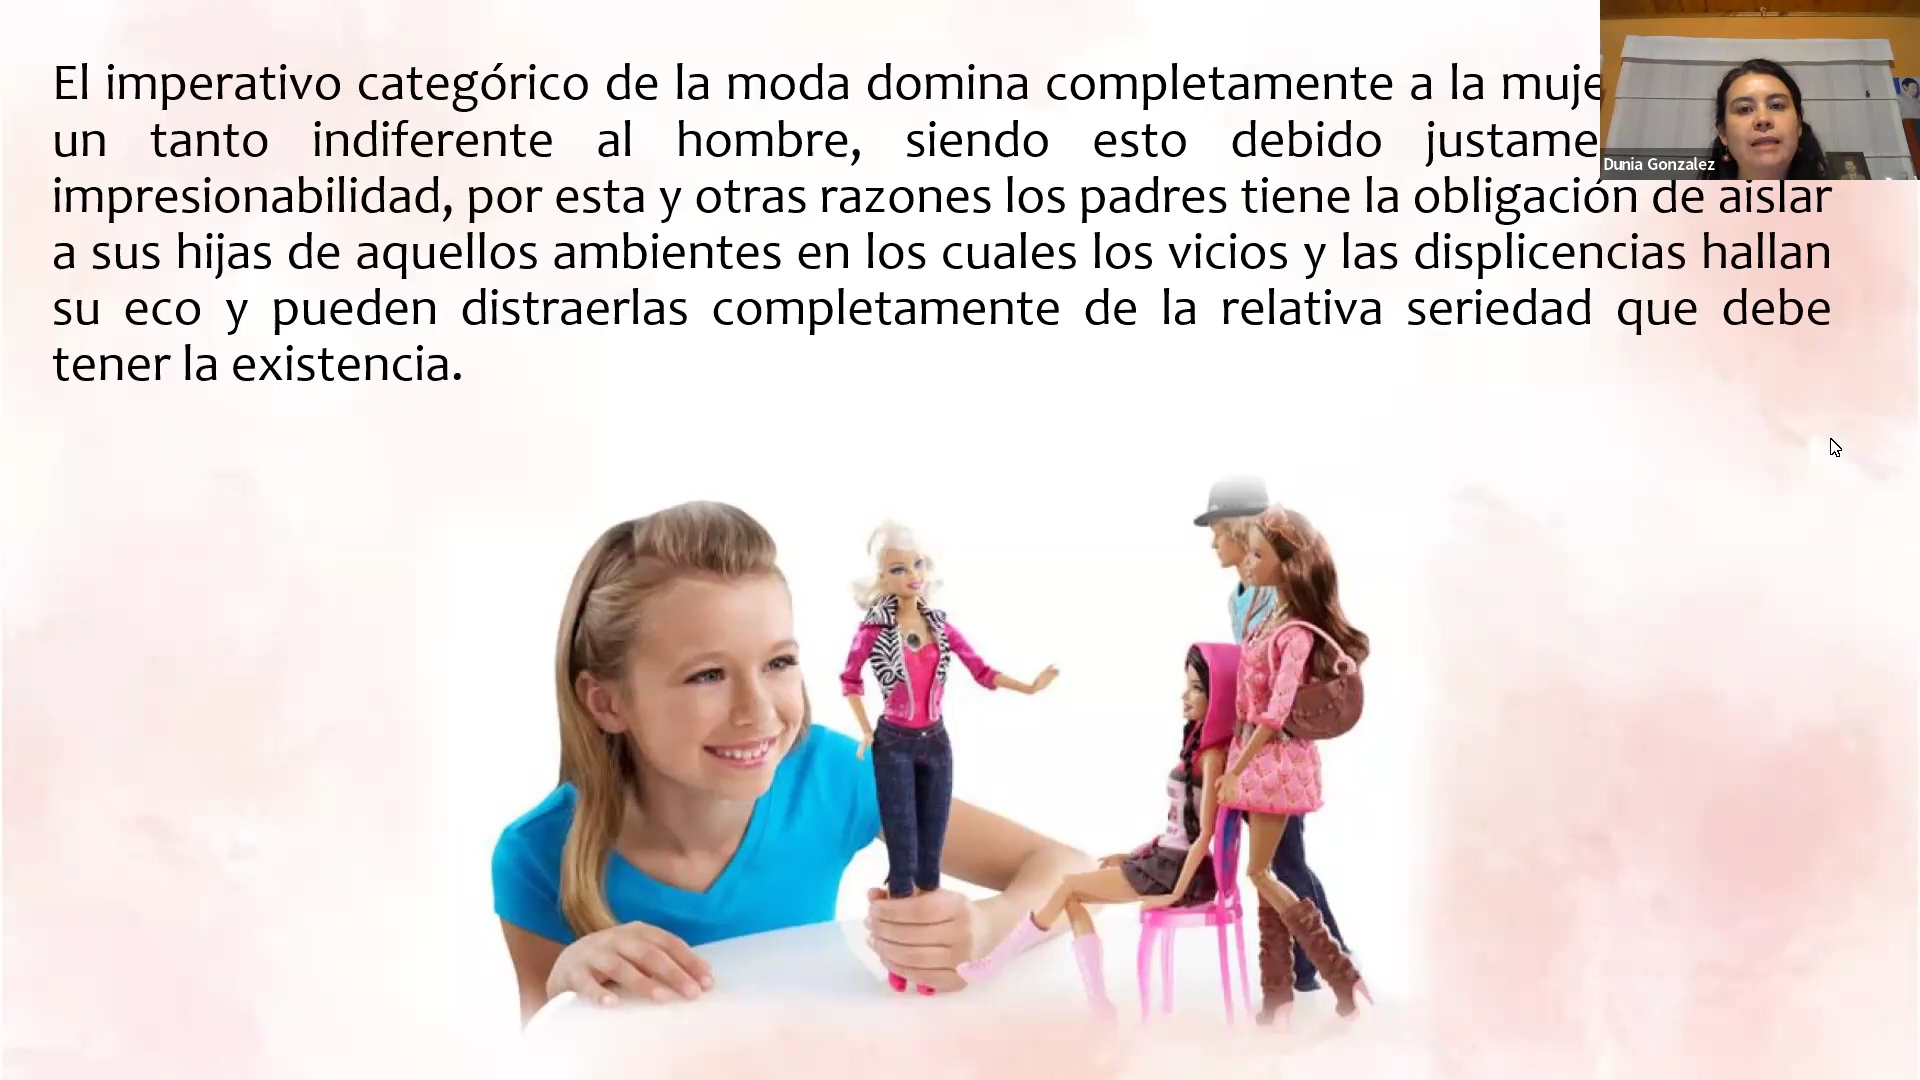 El imperativo categórico de la moda domina completamente a la
un tanto indiferente al hombre, siendo esto debido
impresionabilidad, por esta y otras razones los padres tiene la obligación de aislar
a sus hijas de aquellos ambientes en los cuales los vicios y las displicencias hallan
su eco y pueden distraerlas completamente de la relativa seriedad que debe
tener la existencia.
Dunia Gonzalez